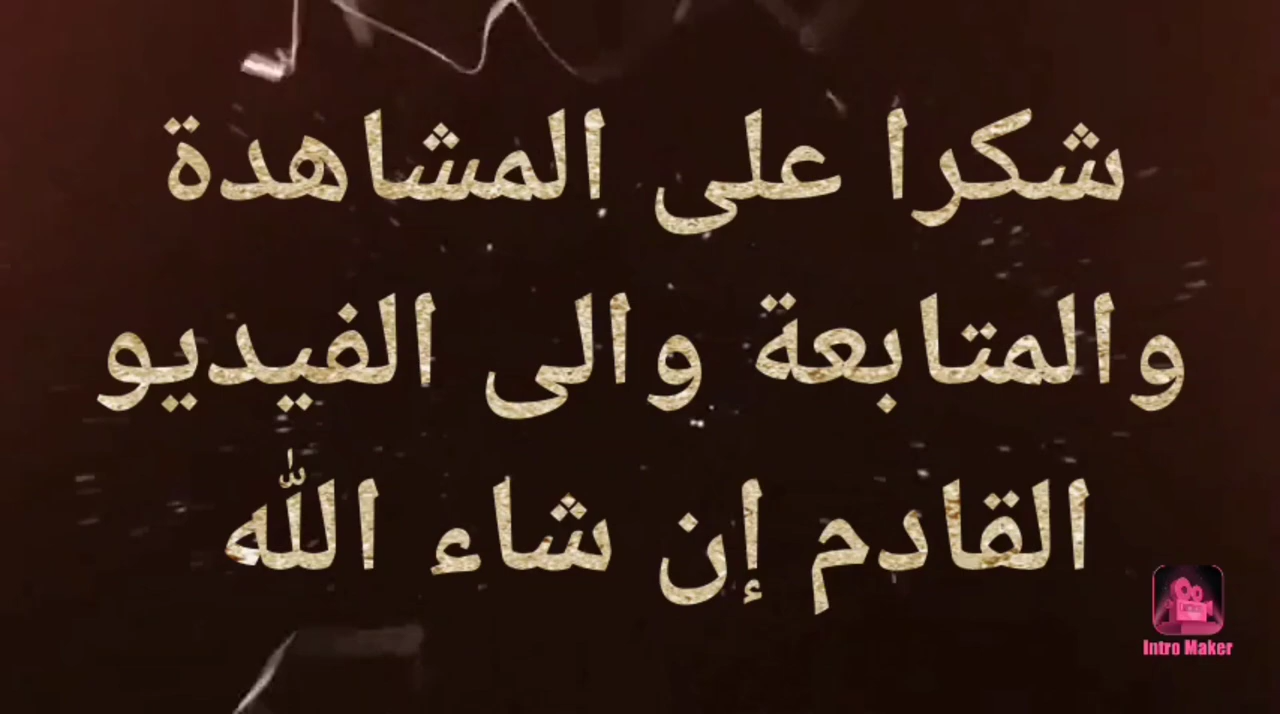 شكرا على المشاهدة
والمتابعة والى الفيديو
القادم إن شاء الله
Intro Maker